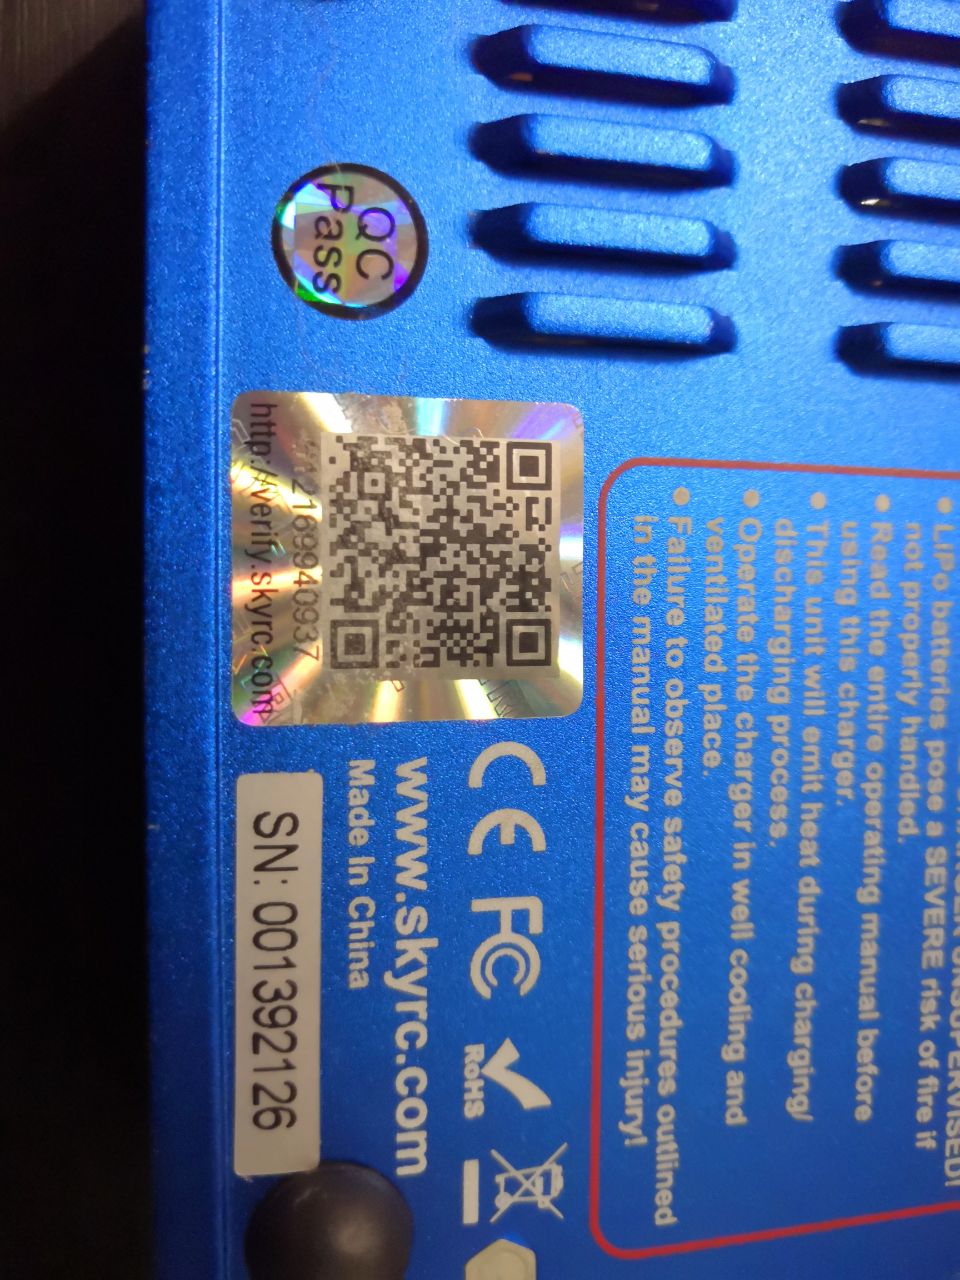 UNSUPERVISED!
• LiPo batteries pose a SEVERE risk of fire if
not properly handled.
• Read the entire operating manual before
using this charger.
• This unit will emit heat during charging/
discharging process.
• Operate the charger in well cooling and
ventilated place.
• Failure to observe safety procedures outlined
in the manual may cause serious injury!
QC
Pass
http://verify.skyrc.com
CE FC RoHS
www.skyrc.com
Made In China
SN: 001392126